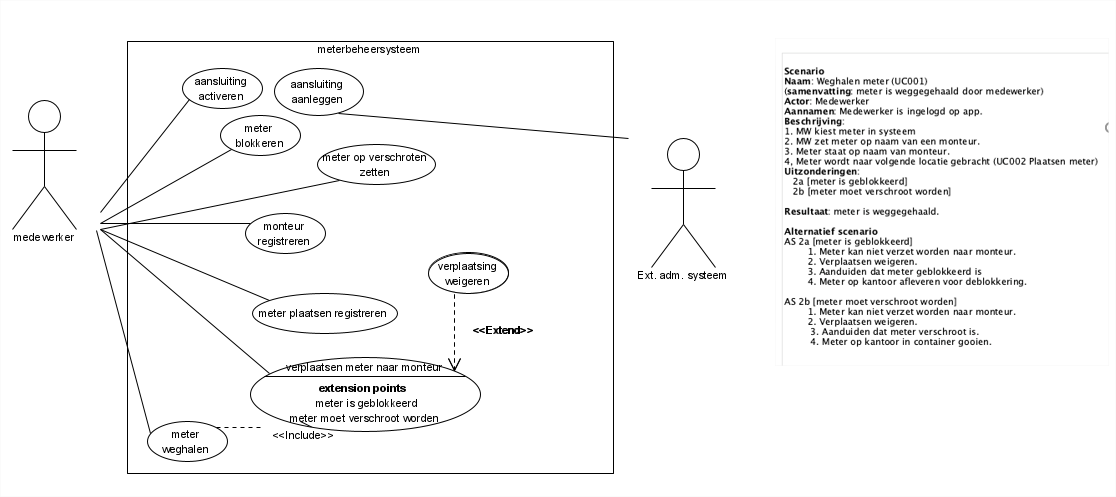 meterbeheersysteem
aansluiting
activeren
aansluiting
aanleggen
meter
blokkeren
meter op verschroten
zetten
medewerker
monteur
registreren
verplaatsing
weigeren
Ext. adm. systeem
meter plaatsen registreren
<<Extend>>
verplaatsen meter naar monteur
extension points
meter is geblokkeerd
meter moet verschroot worden
<<Include>>
meter
weghalen
Scenario
Naam: Weghalen meter (UC001)
(samenvatting: meter is weggegehaald door medewerker)
Actor: Medewerker
Aannamen: Medewerker is ingelogd op app.
Beschrijving:
1. MW kiest meter in systeem
2. MW zet meter op naam van een monteur.
3. Meter staat op naam van monteur.
4, Meter wordt naar volgende locatie gebracht (UC002 Plaatsen meter)
Uitzonderingen:
2a [meter is geblokkeerd]
2b [meter moet verschroot worden]
Resultaat: meter is weggegehaald.
Alternatief scenario
AS 2a [meter is geblokkeerd]
1. Meter kan niet verzet worden naar monteur.
2. Verplaatsen weigeren.
3. Aanduiden dat meter geblokkeerd is
4. Meter op kantoor afleveren voor deblokkering.
AS 2b [meter moet verschroot worden]
1. Meter kan niet verzet worden naar monteur.
2. Verplaatsen weigeren.
3. Aanduiden dat meter verschroot is.
4. Meter op kantoor in container gooien.